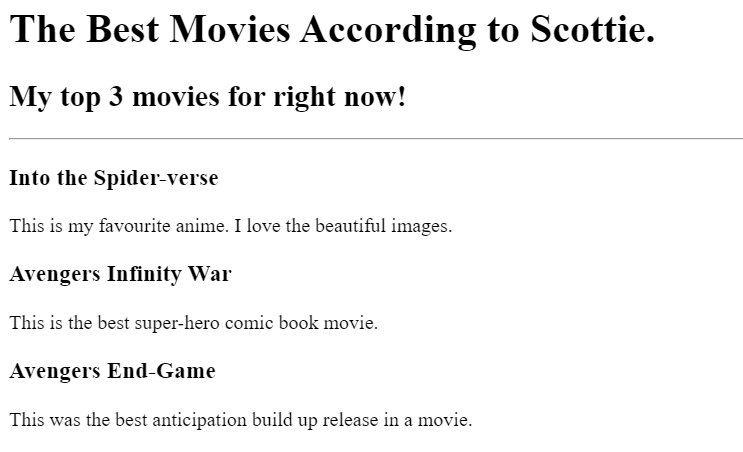 The Best Movies According to Scottie.
My top 3 movies for right now!
Into the Spider-verse
This is my favourite anime. I love the beautiful images.
Avengers Infinity War
This is the best super-hero comic book movie.
Avengers End-Game
This was the best anticipation build up release in a movie.